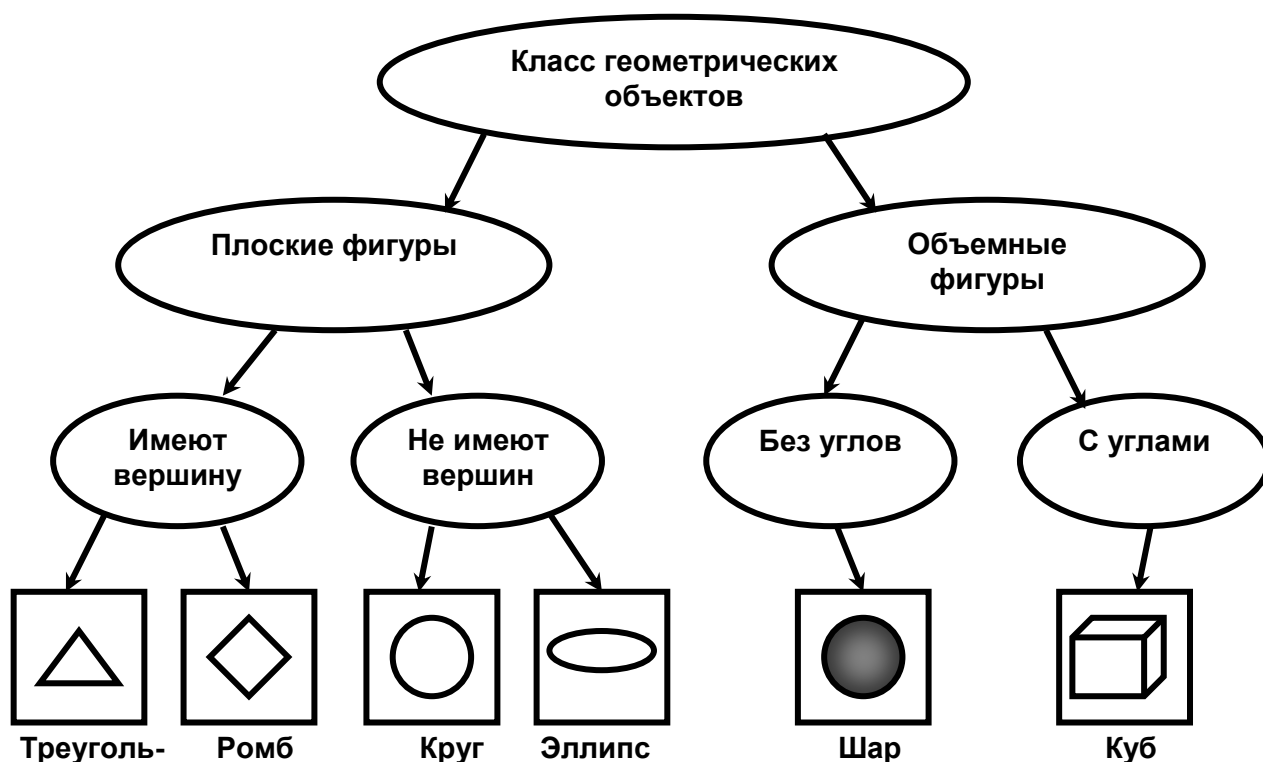 Класс геометрических
объектов
Плоские фигуры
Объемные
фигуры
Имеют
вершину
Не имеют
вершин
Без углов
С углами
Треуголь-
Ромб
Круг
Эллипс
Шар
Куб